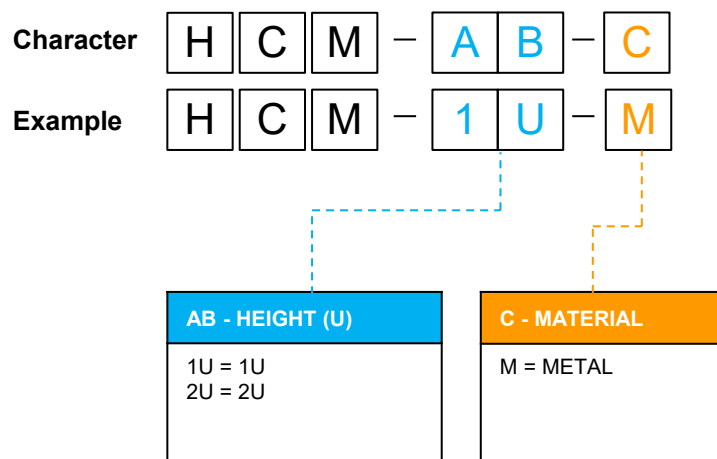 Character H C M – A B – C
Example H C M – 1 U – M
AB - HEIGHT (U)
1U = 1U
2U = 2U
C - MATERIAL
M = METAL